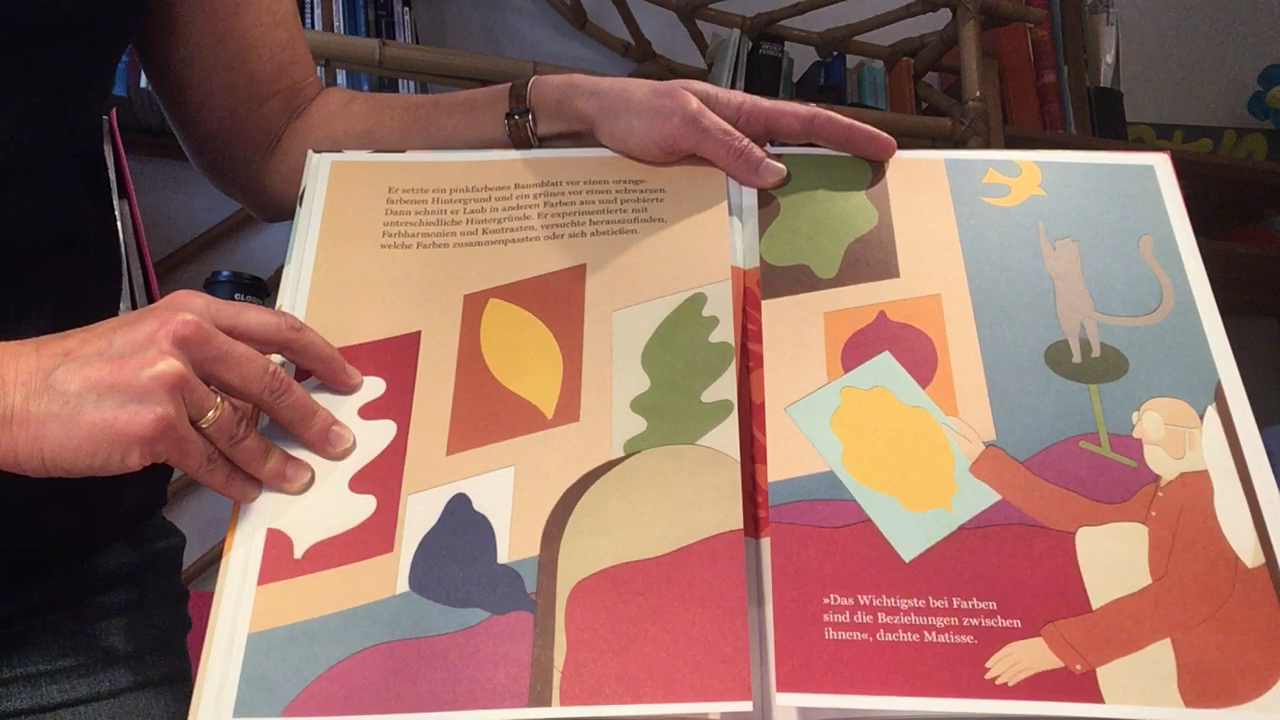 Er setzte ein pinkfarbenes Baumblatt vor einen orange-
farbenen Hintergrund und ein grünes vor einen schwarzen.
Dann schnitt er Laub in anderen Farben aus und probierte
unterschiedliche Hintergründe. Er experimentierte mit
Farbharmonien und Kontrasten, versuchte herauszufinden,
welche Farben zusammenpassten oder sich abstießen.
»Das Wichtigste bei Farben
sind die Beziehungen zwischen
ihnen«, dachte Matisse.